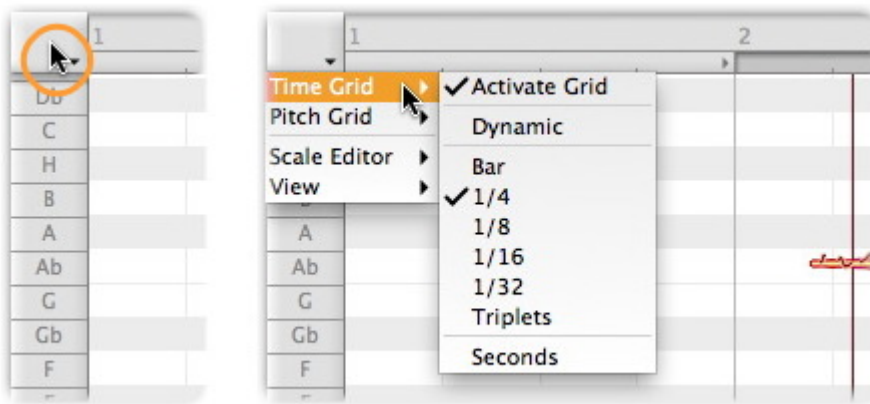 1
Db
C
H
B
A
Ab
G
Gb
F
1 2
Time Grid
Pitch Grid
Scale Editor
View
Activate Grid
Dynamic
Bar
1/4
1/8
1/16
1/32
Triplets
Seconds
A
Ab
G
Gb
F